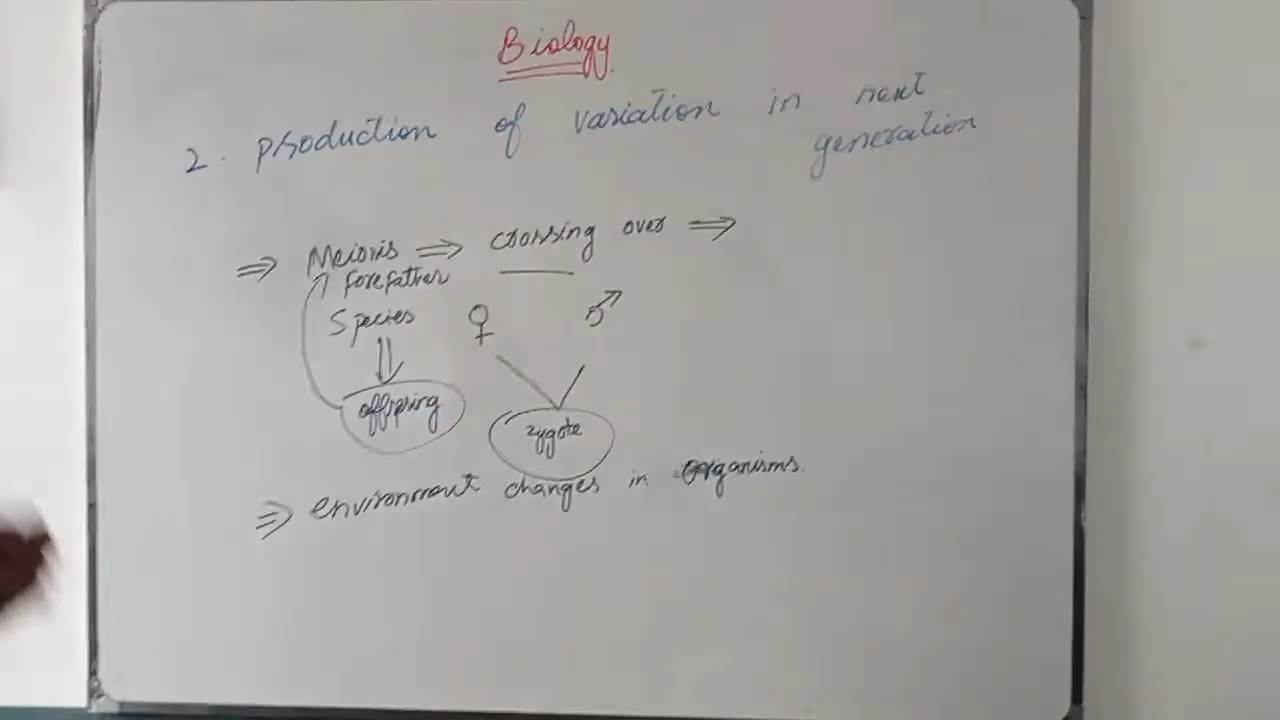 Biology
2. production of variation in next
generation
⇒ Meiosis ⇒ crossing over ⇒
forefather
Species ♀ ♂
offspring
zygote
⇒ environment changes in organisms.